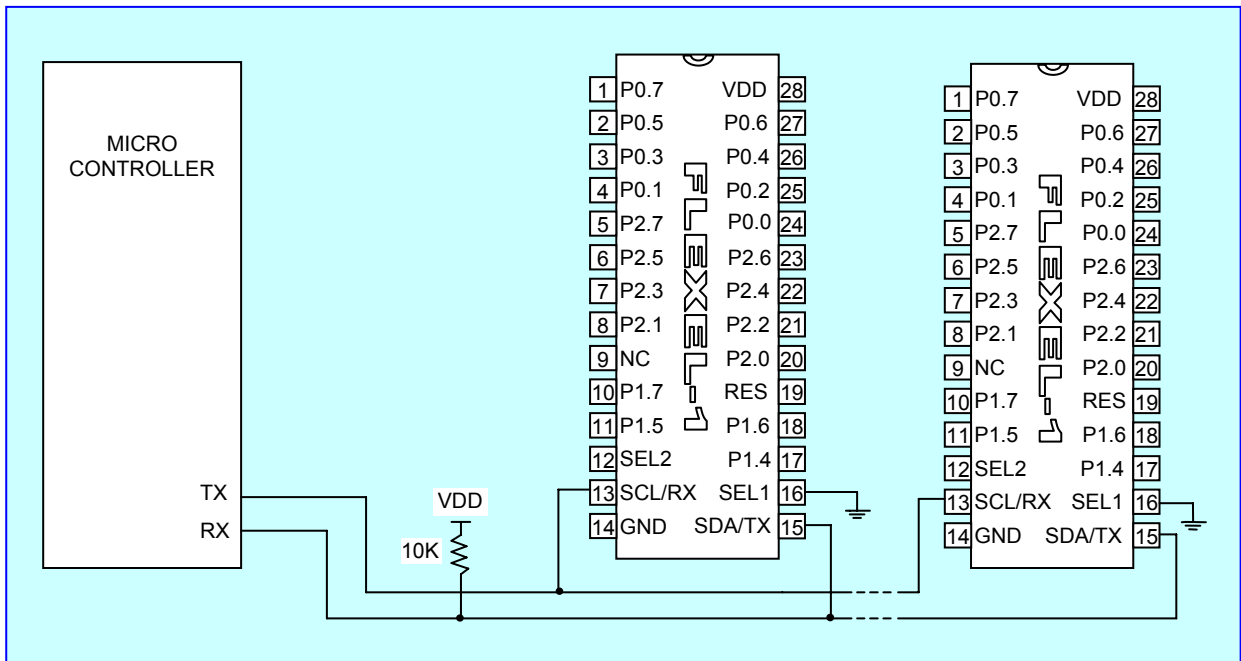 MICRO
CONTROLLER
TX
RX
VDD
10K
1 P0.7 VDD 28
2 P0.5 P0.6 27
3 P0.3 P0.4 26
4 P0.1 P0.2 25
5 P2.7 P0.0 24
6 P2.5 P2.6 23
7 P2.3 P2.4 22
8 P2.1 P2.2 21
9 NC P2.0 20
10 P1.7 RES 19
11 P1.5 P1.6 18
12 SEL2 P1.4 17
13 SCL/RX SEL1 16
14 GND SDA/TX 15
FLEXEL-1
1 P0.7 VDD 28
2 P0.5 P0.6 27
3 P0.3 P0.4 26
4 P0.1 P0.2 25
5 P2.7 P0.0 24
6 P2.5 P2.6 23
7 P2.3 P2.4 22
8 P2.1 P2.2 21
9 NC P2.0 20
10 P1.7 RES 19
11 P1.5 P1.6 18
12 SEL2 P1.4 17
13 SCL/RX SEL1 16
14 GND SDA/TX 15
FLEXEL-1